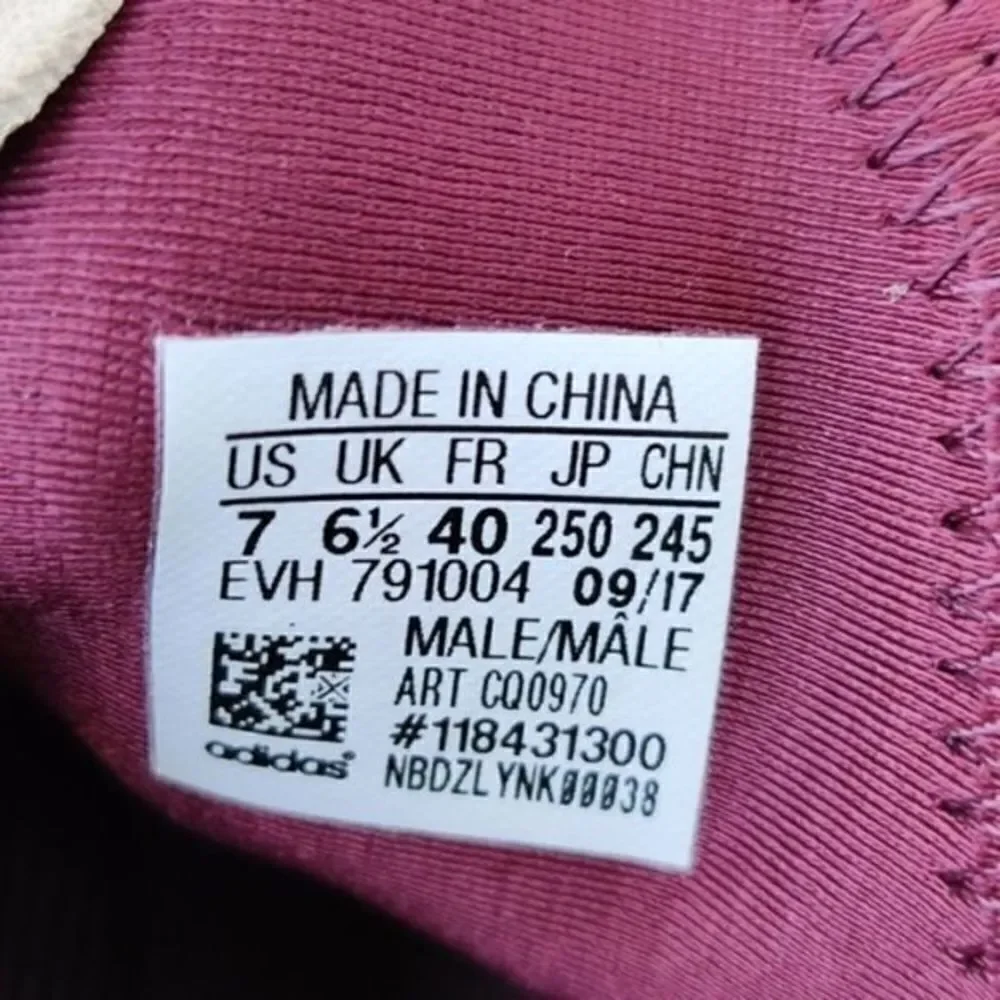 MADE IN CHINA
US UK FR JP CHN
7 6½ 40 250 245
EVH 791004 09/17
MALE/MÂLE
ART CQ0970
#118431300
NBDZLYNK00038
adidas®